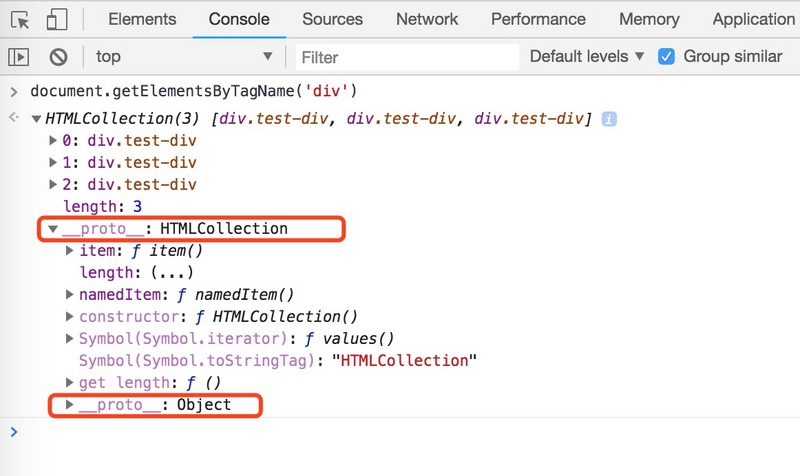 Elements Console Sources Network Performance Memory Application
top Filter Default levels Group similar
document.getElementsByTagName('div')
HTMLCollection(3) [div.test-div, div.test-div, div.test-div] i
0: div.test-div
1: div.test-div
2: div.test-div
length: 3
__proto__: HTMLCollection
item: ƒ item()
length: (...)
namedItem: ƒ namedItem()
constructor: ƒ HTMLCollection()
Symbol(Symbol.iterator): ƒ values()
Symbol(Symbol.toStringTag): "HTMLCollection"
get length: ƒ ()
__proto__: Object